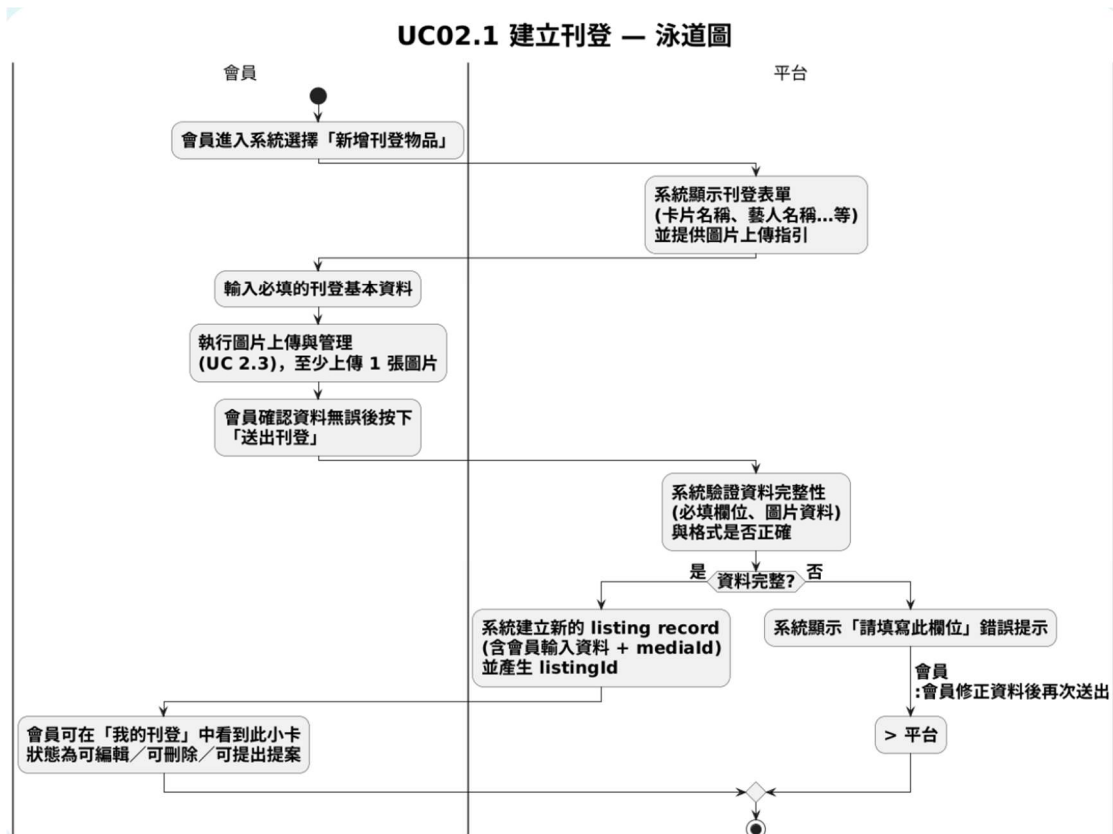 UC02.1 建立刊登 — 泳道圖
會員
平台
會員進入系統選擇「新增刊登物品」
系統顯示刊登表單
(卡片名稱、藝人名稱...等)
並提供圖片上傳指引
輸入必填的刊登基本資料
執行圖片上傳與管理
(UC 2.3)，至少上傳 1 張圖片
會員確認資料無誤後按下
「送出刊登」
系統驗證資料完整性
(必填欄位、圖片資料)
與格式是否正確
是
資料完整?
否
系統建立新的 listing record
(含會員輸入資料 + mediaId)
並產生 listingId
系統顯示「請填寫此欄位」錯誤提示
會員
:會員修正資料後再次送出
會員可在「我的刊登」中看到此小卡
狀態為可編輯／可刪除／可提出提案
> 平台